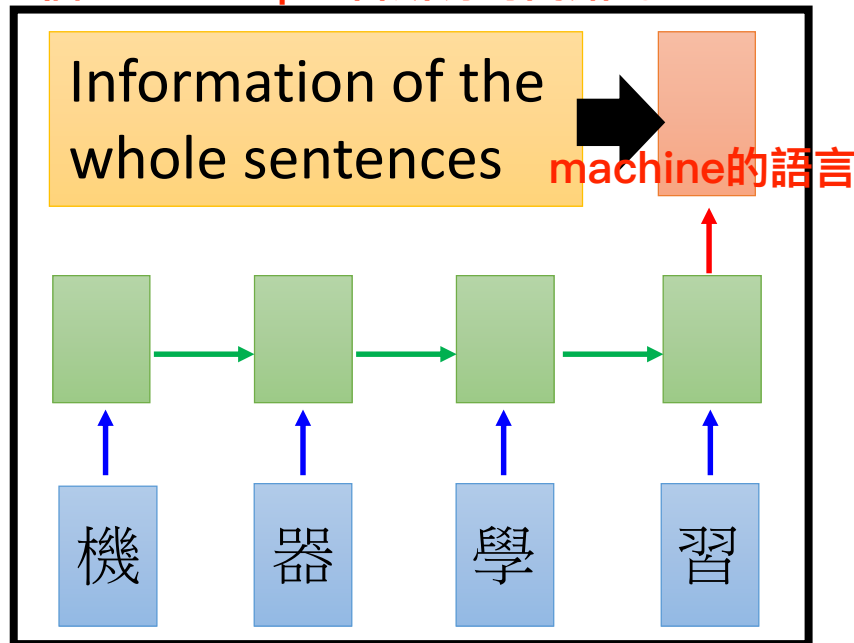 Information of the
whole sentences
machine的語言
機 器 學 習